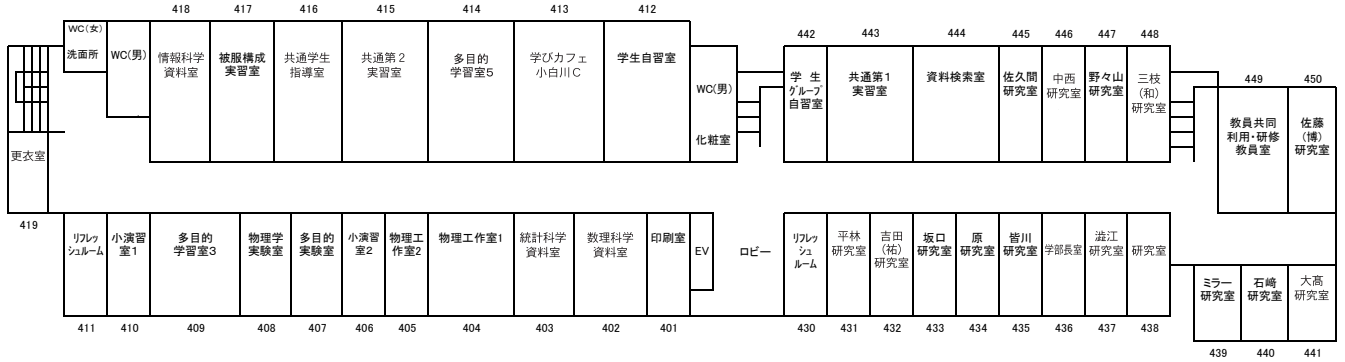 418 417 416 415 414 413 412
442 443 444 445 446 447 448
449 450
WC(女)
洗面所
WC(男)
情報科学
資料室
被服構成
実習室
共通学生
指導室
共通第2
実習室
多目的
学習室5
学びカフェ
小白川C
学生自習室
WC(男)
化粧室
学 生
グループ
自習室
共通第1
実習室
資料検索室
佐久間
研究室
中西
研究室
野々山
研究室
三枝
(和)
研究室
教員共同
利用・研修
教員室
佐藤
(博)
研究室
更衣室
419
リフレッ
シュルーム
小演習
室1
多目的
学習室3
物理学
実験室
多目的
実験室
小演習
室2
物理工
作室2
物理工作室1
統計科学
資料室
数理科学
資料室
印刷室
EV
ロビー
リフレッ
シュ
ルーム
平林
研究室
吉田
(祐)
研究室
坂口
研究室
原
研究室
皆川
研究室
学部長室
澁江
研究室
研究室
ミラー
研究室
石﨑
研究室
大髙
研究室
411 410 409 408 407 406 405 404 403 402 401
430 431 432 433 434 435 436 437 438
439 440 441